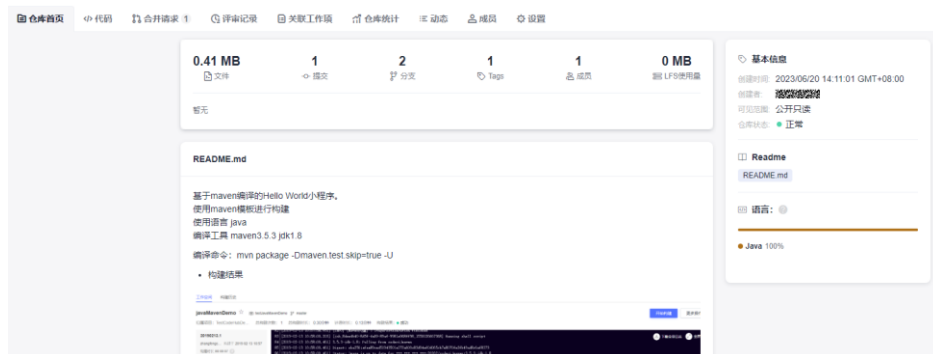 仓库首页 代码 合并请求 1 评审记录 关联工作项 仓库统计 动态 成员 设置
0.41 MB 1 2 1 1 0 MB
文件 提交 分支 Tags 成员 LFS使用量
暂无
README.md
基于maven编译的Hello World小程序。
使用maven模板进行构建
使用语言 java
编译工具 maven3.5.3 jdk1.8
编译命令：mvn package -Dmaven.test.skip=true -U
• 构建结果
javaMavenDemo
基本信息
创建时间: 2023/06/20 14:11:01 GMT+08:00
创建者:
可见范围: 公开只读
仓库状态: 正常
Readme
README.md
语言：
Java 100%